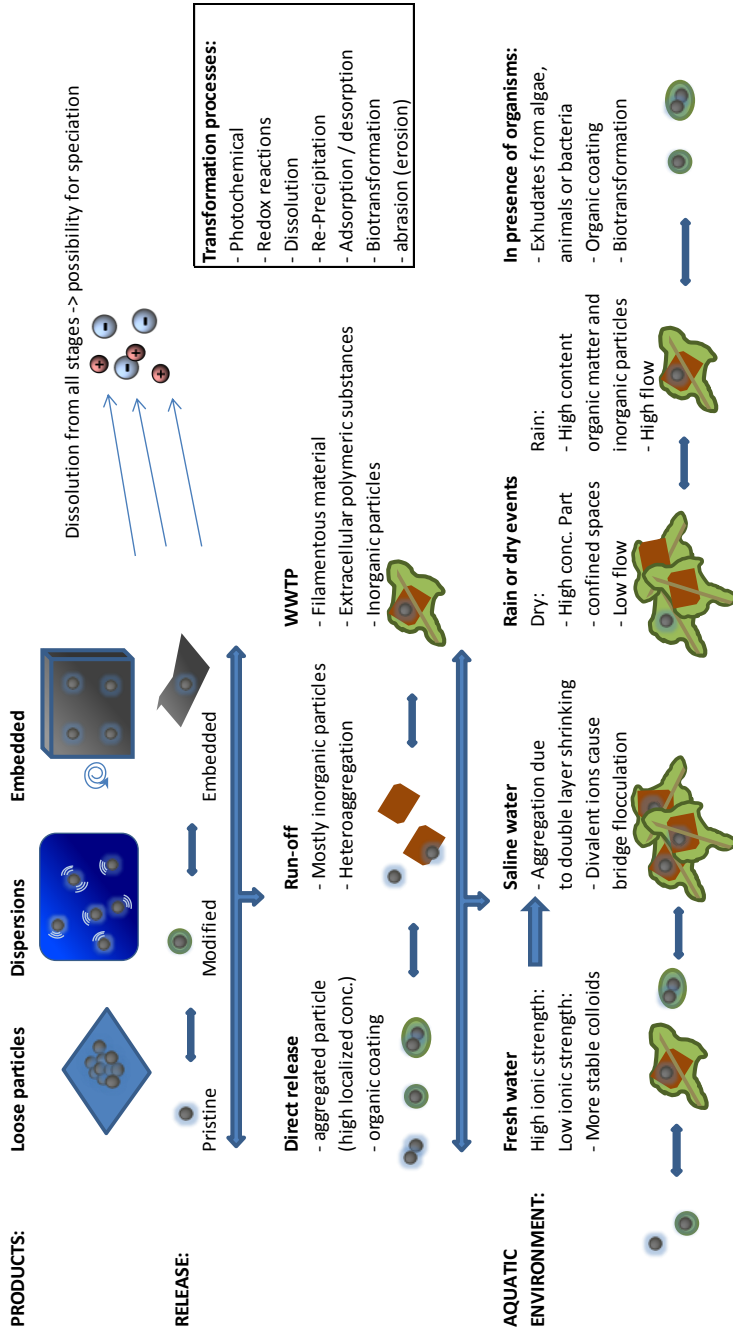 PRODUCTS:
Loose particles
Dispersions
Embedded
Dissolution from all stages -> possibility for speciation
+
+
+
-
-
-
RELEASE:
Pristine
Modified
Embedded
Transformation processes:
- Photochemical
- Redox reactions
- Dissolution
- Re-Precipitation
- Adsorption / desorption
- Biotransformation
- abrasion (erosion)
Direct release
- aggregated particle
(high localized conc.)
- organic coating
Run-off
- Mostly inorganic particles
- Heteroaggregation
WWTP
- Filamentous material
- Extracellular polymeric substances
- Inorganic particles
AQUATIC
ENVIRONMENT:
Fresh water
High ionic strength:
Low ionic strength:
- More stable colloids
Saline water
- Aggregation due
to double layer shrinking
- Divalent ions cause
bridge flocculation
Rain or dry events
Dry:
- High conc. Part
- confined spaces
- Low flow
Rain:
- High content
organic matter and
inorganic particles
- High flow
In presence of organisms:
- Exhudates from algae,
animals or bacteria
- Organic coating
- Biotransformation